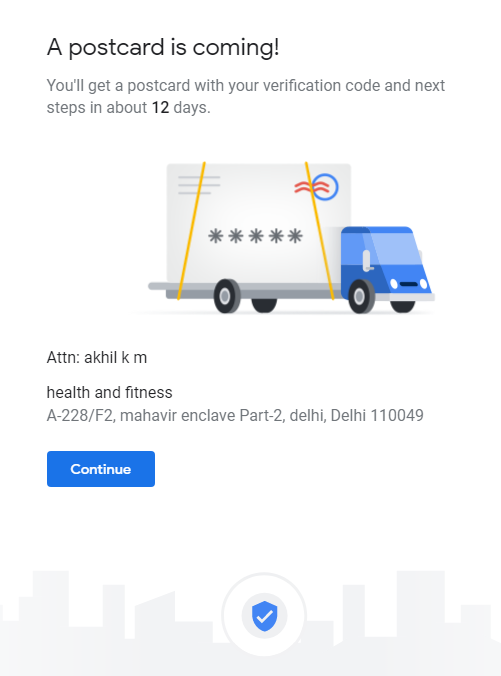 A postcard is coming!
You'll get a postcard with your verification code and next
steps in about 12 days.
*****
Attn: akhil k m
health and fitness
A-228/F2, mahavir enclave Part-2, delhi, Delhi 110049
Continue